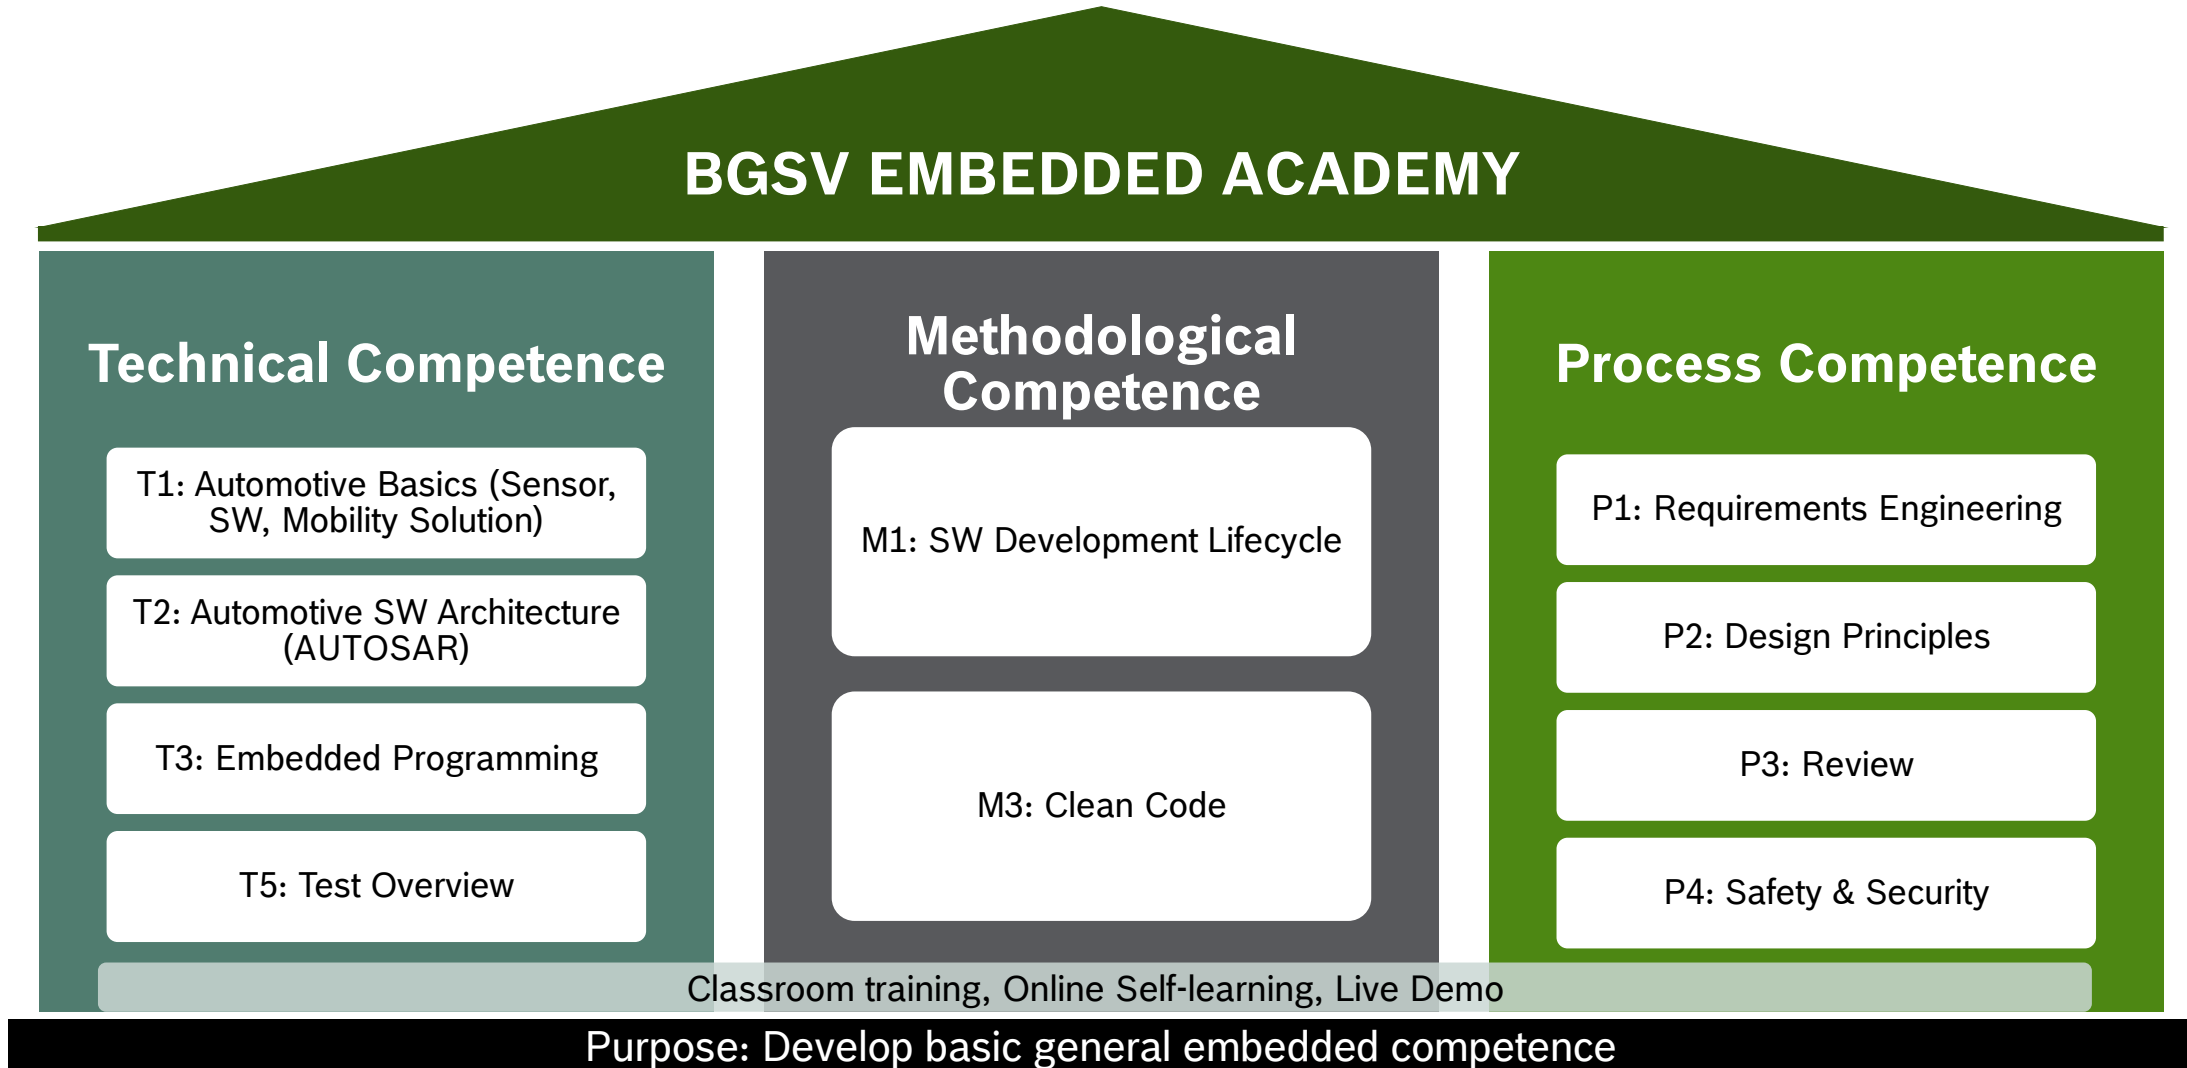 BGSV EMBEDDED ACADEMY
Technical Competence
T1: Automotive Basics (Sensor,
SW, Mobility Solution)
T2: Automotive SW Architecture
(AUTOSAR)
T3: Embedded Programming
T5: Test Overview
Methodological
Competence
M1: SW Development Lifecycle
M3: Clean Code
Process Competence
P1: Requirements Engineering
P2: Design Principles
P3: Review
P4: Safety & Security
Classroom training, Online Self-learning, Live Demo
Purpose: Develop basic general embedded competence